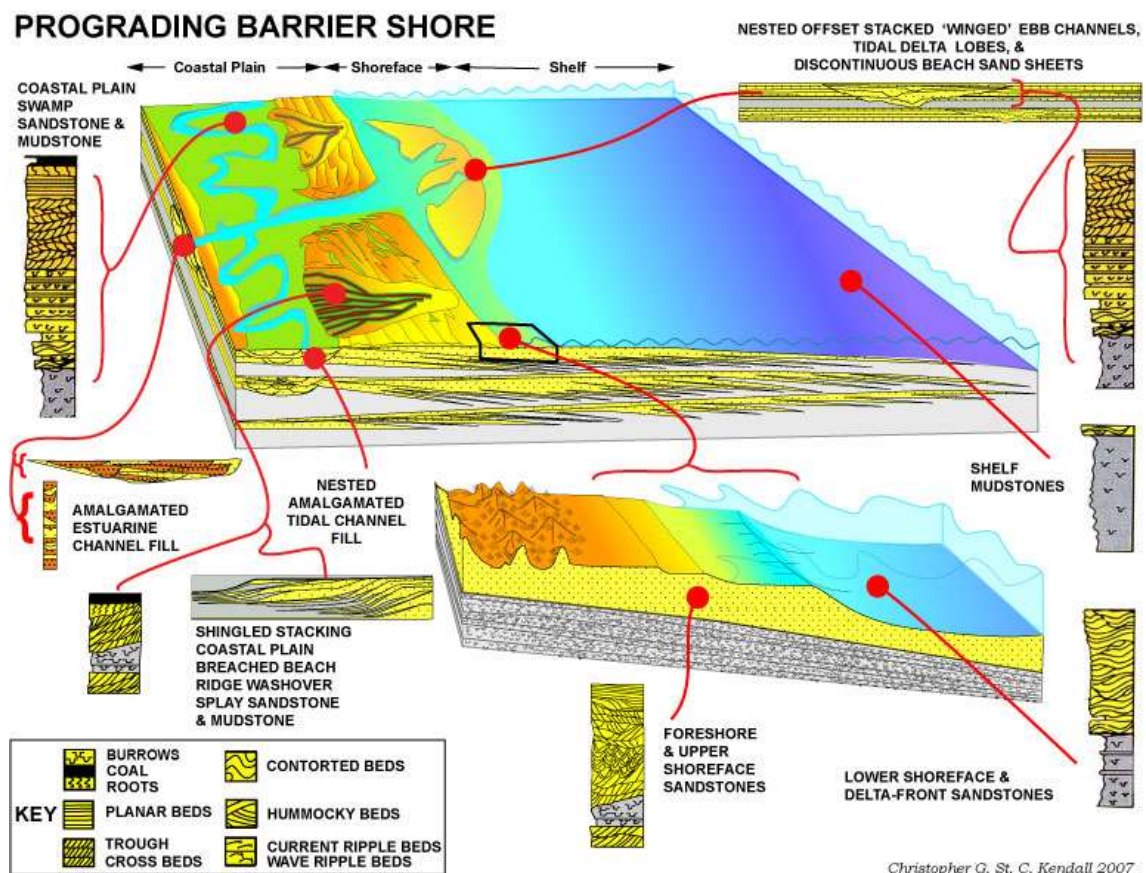 PROGRADING BARRIER SHORE
NESTED OFFSET STACKED 'WINGED' EBB CHANNELS,
TIDAL DELTA LOBES, &
DISCONTINUOUS BEACH SAND SHEETS
Coastal Plain
Shoreface
Shelf
COASTAL PLAIN
SWAMP
SANDSTONE &
MUDSTONE
AMALGAMATED
ESTUARINE
CHANNEL FILL
NESTED
AMALGAMATED
TIDAL CHANNEL
FILL
SHELF
MUDSTONES
SHINGLED STACKING
COASTAL PLAIN
BREACHED BEACH
RIDGE WASHOVER
SPLAY SANDSTONE
& MUDSTONE
FORESHORE
& UPPER
SHOREFACE
SANDSTONES
LOWER SHOREFACE &
DELTA-FRONT SANDSTONES
KEY
BURROWS
COAL
ROOTS
PLANAR BEDS
TROUGH
CROSS BEDS
CONTORTED BEDS
HUMMOCKY BEDS
CURRENT RIPPLE BEDS
WAVE RIPPLE BEDS
Christopher G. St. C. Kendall 2007